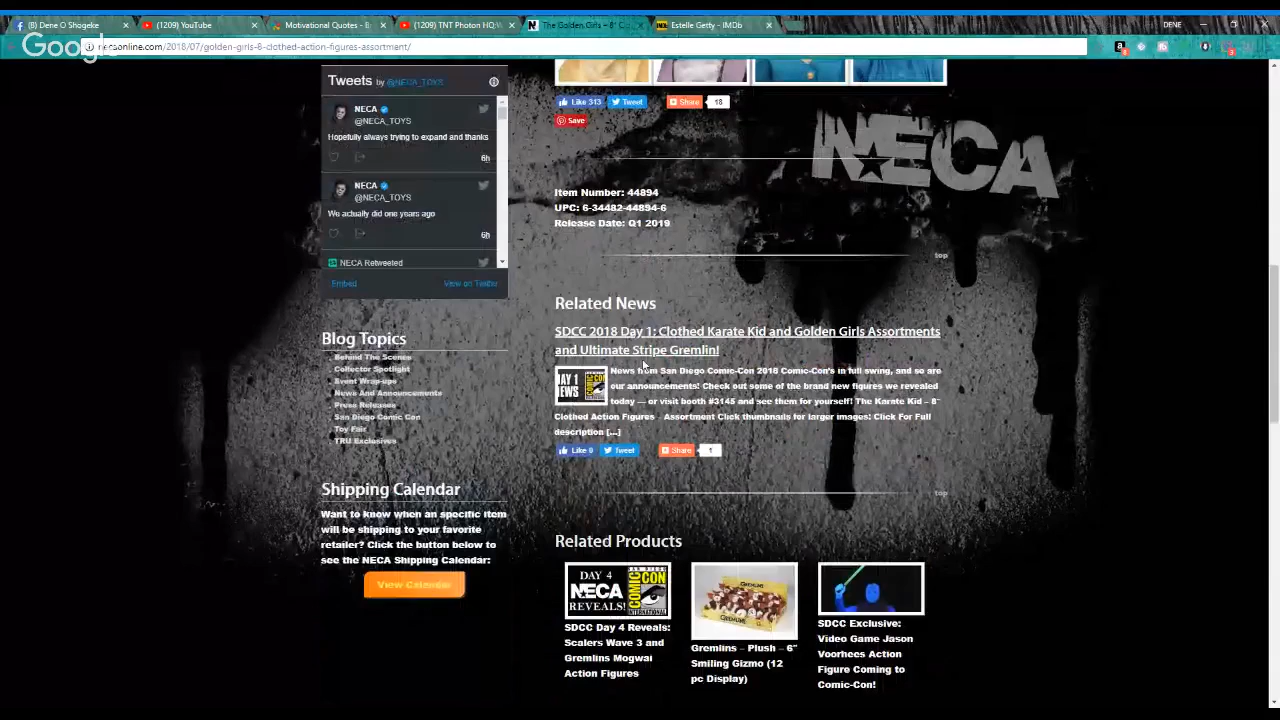 (8) Dene O Shogeke
(1209) YouTube
Motivational Quotes - B
(1209) TNT Photon HQ:
The Golden Girls – 8" Clo
Estelle Getty - IMDb
DENE
Google
necaonline.com/2018/07/golden-girls-8-clothed-action-figures-assortment/
Tweets by @NECA_TOYS
NECA
@NECA_TOYS
Hopefully always trying to expand and thanks
6h
NECA
@NECA_TOYS
We actually did one years ago
6h
NECA Retweeted
Embed
View on Twitter
Blog Topics
Behind The Scenes
Collector Spotlight
Event Wrap-ups
News And Announcements
Press Releases
San Diego Comic Con
Toy Fair
TRU Exclusives
Shipping Calendar
Want to know when an specific item
will be shipping to your favorite
retailer? Click the button below to
see the NECA Shipping Calendar:
View Calendar
Like 313
Tweet
Share
18
Save
NECA
Item Number: 44894
UPC: 6-34482-44894-6
Release Date: Q1 2019
top
Related News
SDCC 2018 Day 1: Clothed Karate Kid and Golden Girls Assortments
and Ultimate Stripe Gremlin!
DAY 1
NEWS
News from San Diego Comic-Con 2018 Comic-Con's in full swing, and so are
our announcements! Check out some of the brand new figures we revealed
today — or visit booth #3145 and see them for yourself! The Karate Kid – 8"
Clothed Action Figures – Assortment Click thumbnails for larger images! Click For Full
description [...]
Like 0
Tweet
Share
1
top
Related Products
DAY 4
NECA
REVEALS!
COMIC
CON
INTERNATIONAL
SDCC Day 4 Reveals:
Scalers Wave 3 and
Gremlins Mogwai
Action Figures
Gremlins – Plush – 6"
Smiling Gizmo (12
pc Display)
SDCC Exclusive:
Video Game Jason
Voorhees Action
Figure Coming to
Comic-Con!